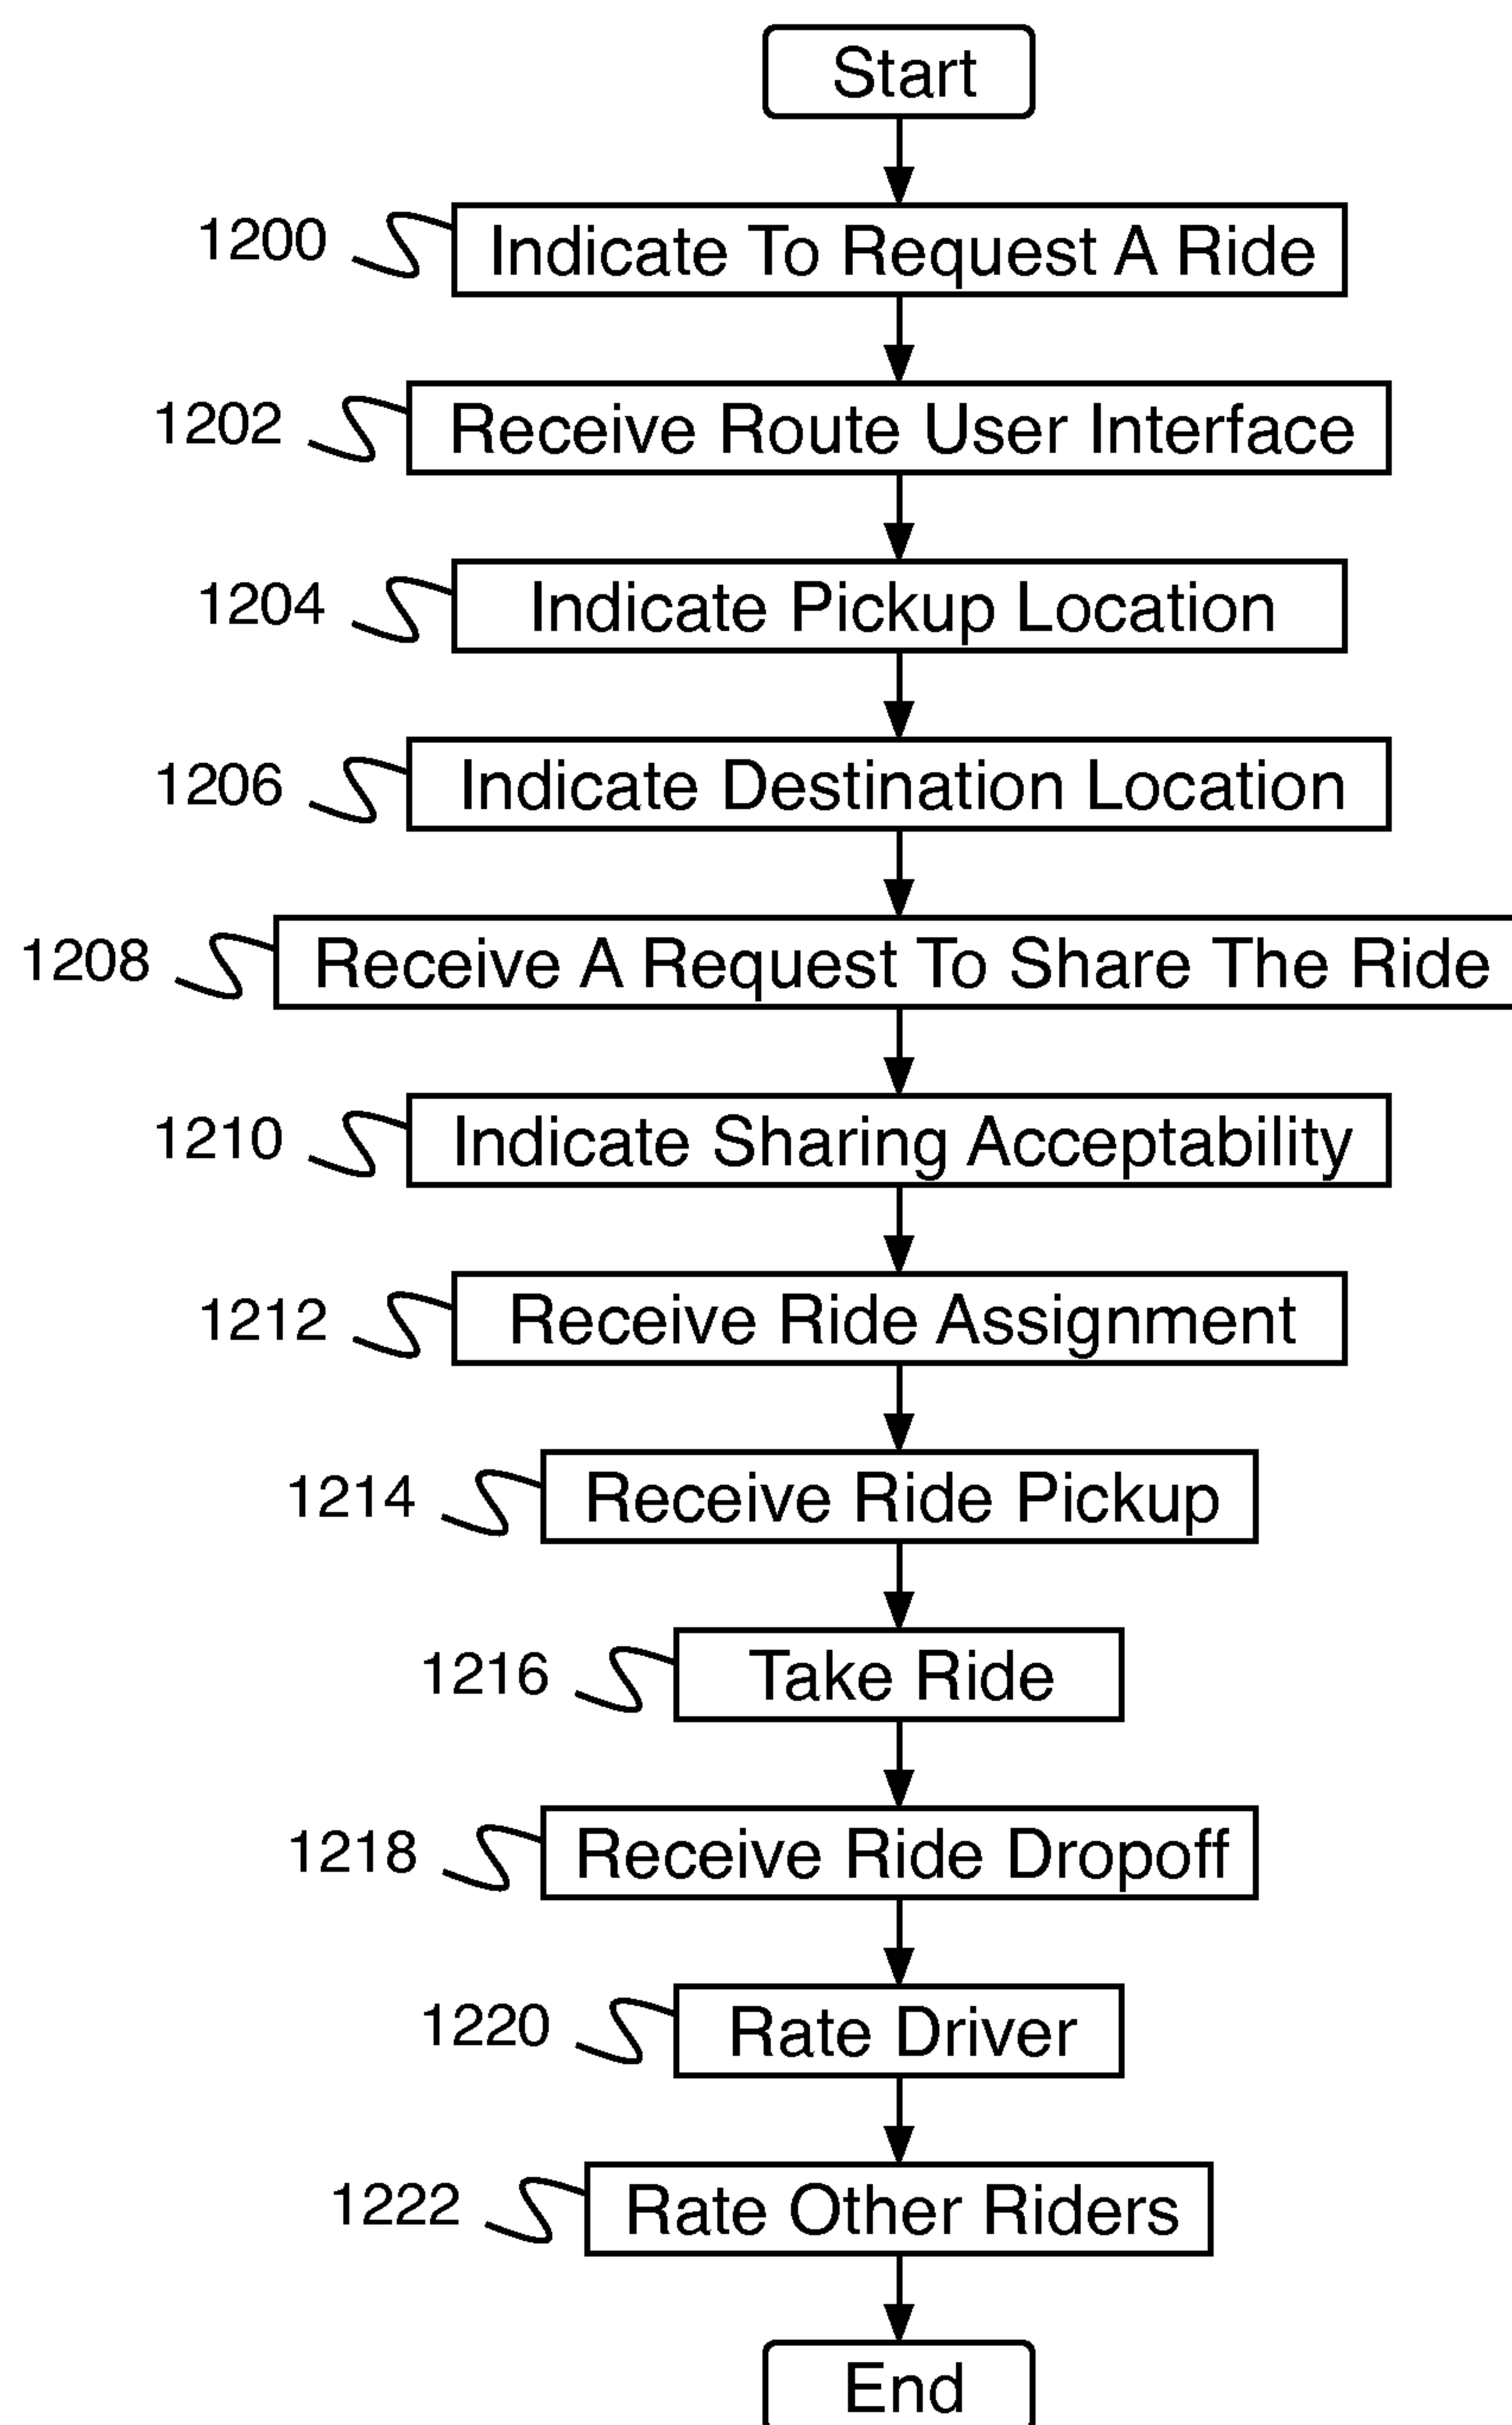 Start
1200 Indicate To Request A Ride
1202 Receive Route User Interface
1204 Indicate Pickup Location
1206 Indicate Destination Location
1208 Receive A Request To Share The Ride
1210 Indicate Sharing Acceptability
1212 Receive Ride Assignment
1214 Receive Ride Pickup
1216 Take Ride
1218 Receive Ride Dropoff
1220 Rate Driver
1222 Rate Other Riders
End